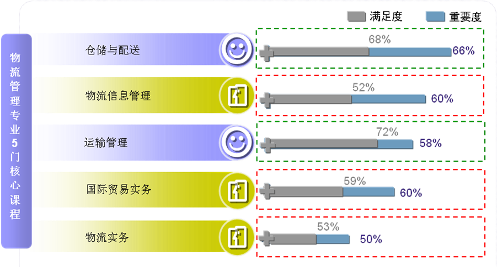 满足度 重要度
物流管理专业5门核心课程
仓储与配送 68% 66%
物流信息管理 52% 60%
运输管理 72% 58%
国际贸易实务 59% 60%
物流实务 53% 50%